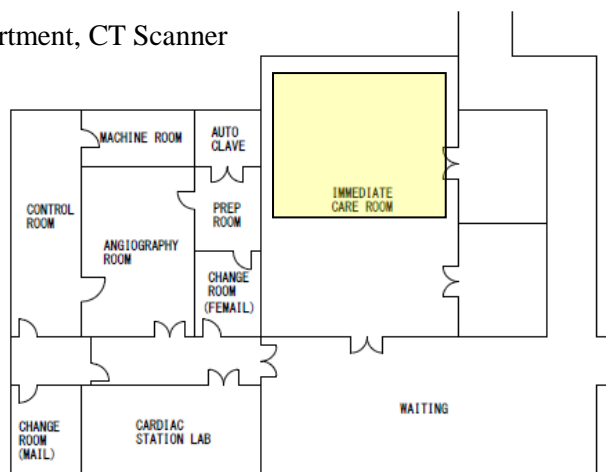 rtment, CT Scanner
MACHINE ROOM
AUTO
CLAVE
IMMEDIATE
CARE ROOM
CONTROL
ROOM
PREP
ROOM
ANGIOGRAPHY
ROOM
CHANGE
ROOM
(FEMAIL)
WAITING
CHANGE
ROOM
(MAIL)
CARDIAC
STATION LAB